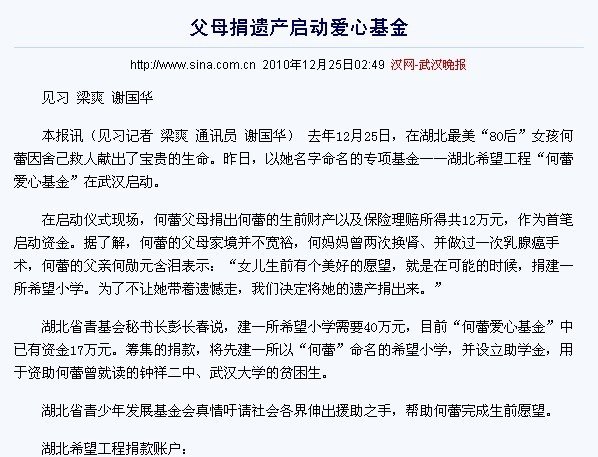 父母捐遗产启动爱心基金
http://www.sina.com.cn 2010年12月25日02:49 汉网-武汉晚报
见习 梁爽 谢国华
本报讯（见习记者 梁爽 通讯员 谢国华） 去年12月25日，在湖北最美“80后”女孩何
蕾因舍己救人献出了宝贵的生命。昨日，以她名字命名的专项基金——湖北希望工程“何蕾
爱心基金”在武汉启动。
在启动仪式现场，何蕾父母捐出何蕾的生前财产以及保险理赔所得共12万元，作为首笔
启动资金。据了解，何蕾的父母家境并不宽裕，何妈妈曾两次换肾、并做过一次乳腺癌手
术，何蕾的父亲何勋元含泪表示：“女儿生前有个美好的愿望，就是在可能的时候，捐建一
所希望小学。为了不让她带着遗憾走，我们决定将她的遗产捐出来。”
湖北省青基会秘书长彭长春说，建一所希望小学需要40万元，目前“何蕾爱心基金”中
已有资金17万元。筹集的捐款，将先建一所以“何蕾”命名的希望小学，并设立助学金，用
于资助何蕾曾就读的钟祥二中、武汉大学的贫困生。
湖北省青少年发展基金会真情吁请社会各界伸出援助之手，帮助何蕾完成生前愿望。
湖北希望工程捐款账户：